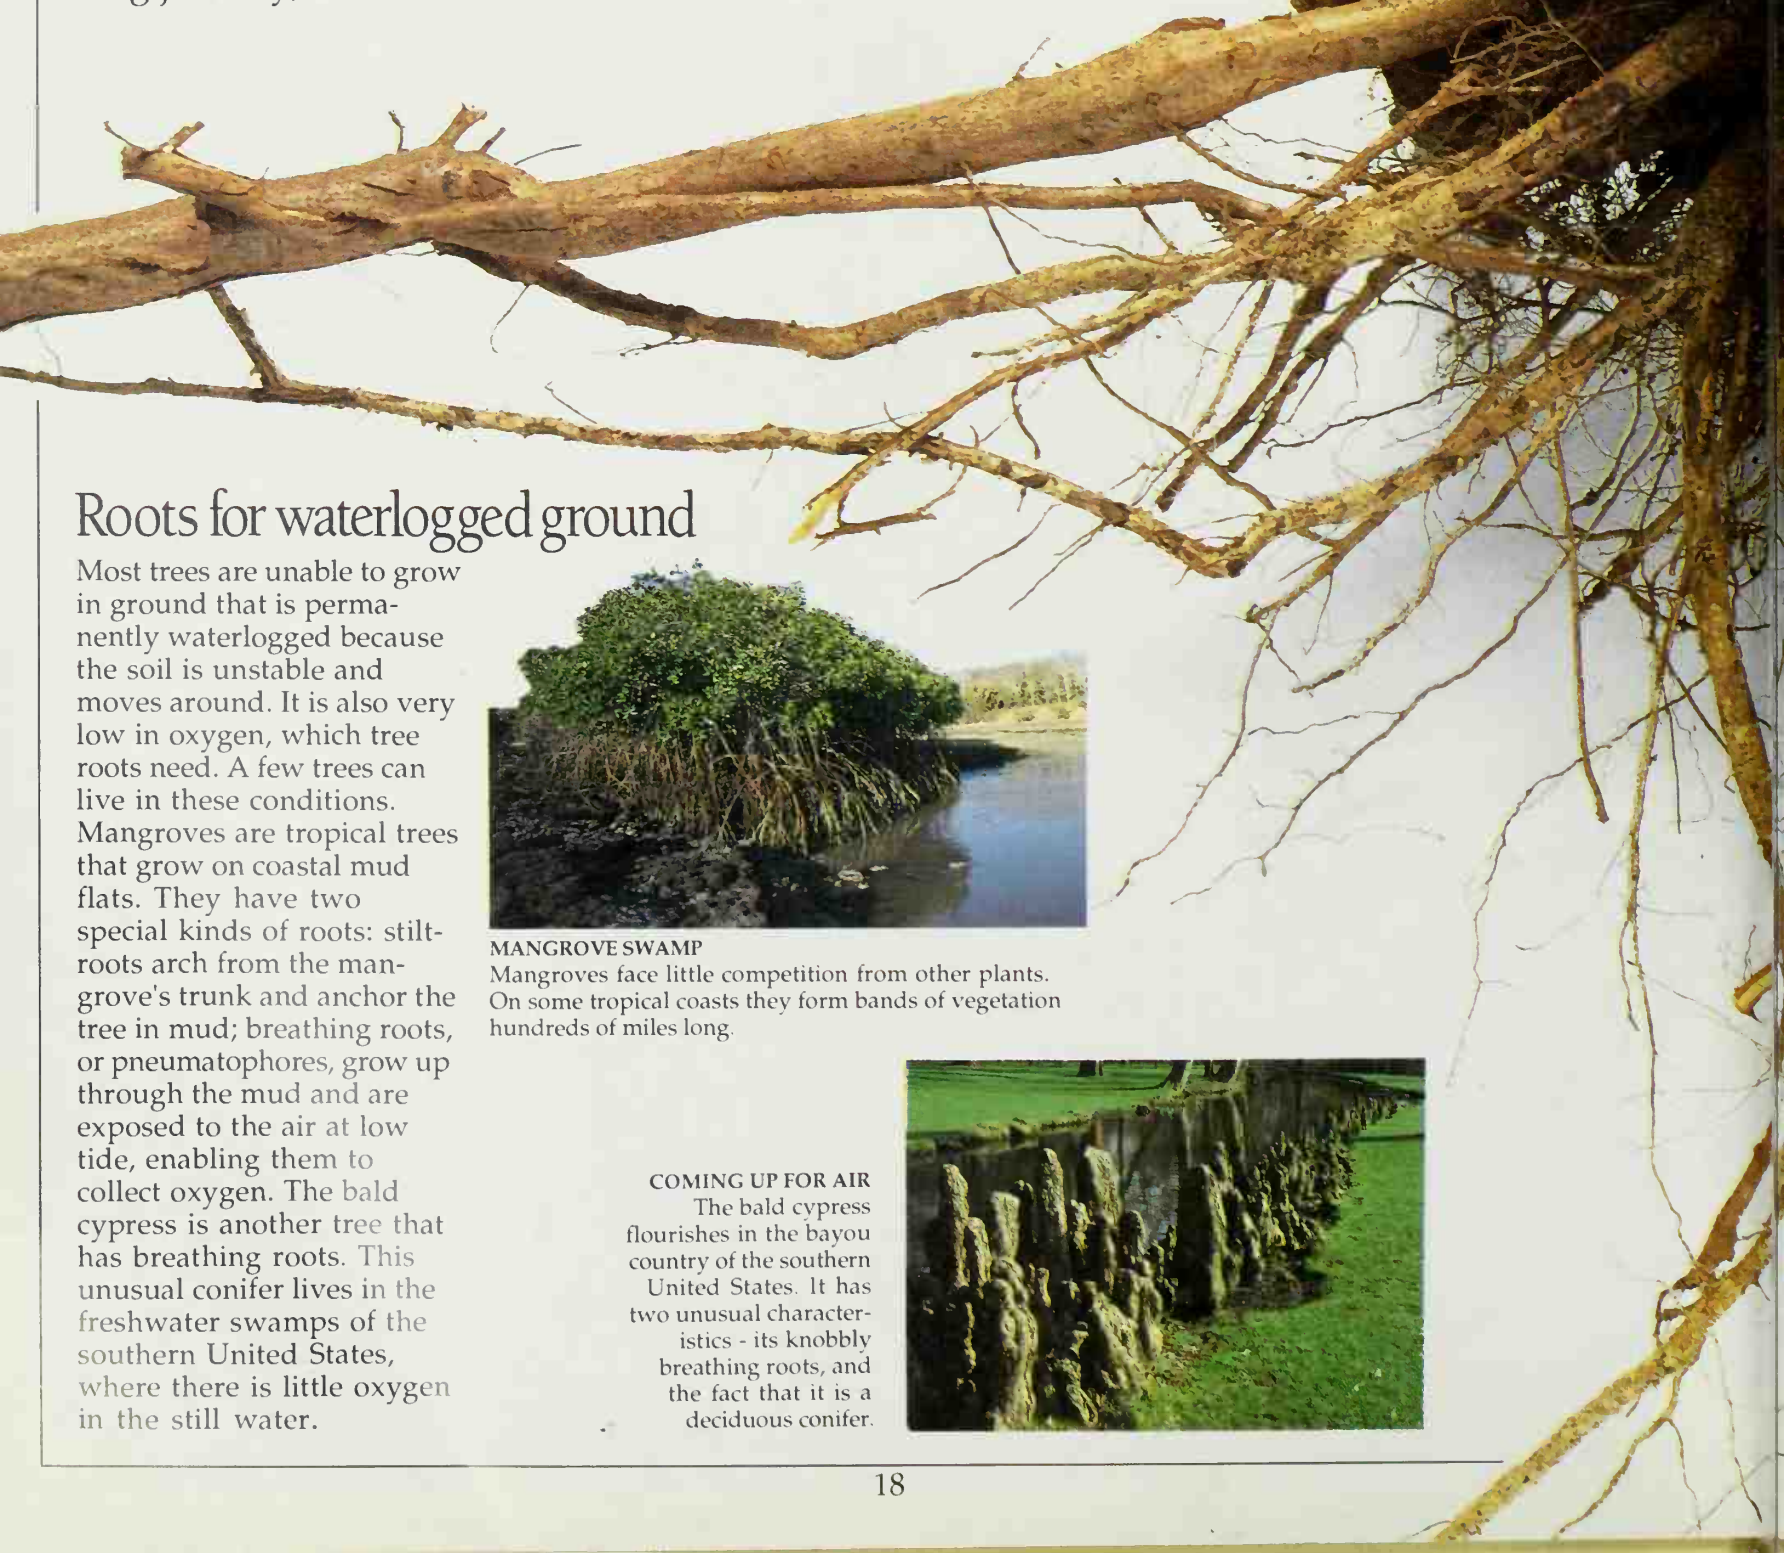 Roots for waterlogged ground
Most trees are unable to grow
in ground that is perma-
nently waterlogged because
the soil is unstable and
moves around. It is also very
low in oxygen, which tree
roots need. A few trees can
live in these conditions.
Mangroves are tropical trees
that grow on coastal mud
flats. They have two
special kinds of roots: stilt-
roots arch from the man-
grove's trunk and anchor the
tree in mud; breathing roots,
or pneumatophores, grow up
through the mud and are
exposed to the air at low
tide, enabling them to
collect oxygen. The bald
cypress is another tree that
has breathing roots. This
unusual conifer lives in the
freshwater swamps of the
southern United States,
where there is little oxygen
in the still water.
MANGROVE SWAMP
Mangroves face little competition from other plants.
On some tropical coasts they form bands of vegetation
hundreds of miles long.
COMING UP FOR AIR
The bald cypress
flourishes in the bayou
country of the southern
United States. It has
two unusual character-
istics - its knobbly
breathing roots, and
the fact that it is a
deciduous conifer.
18